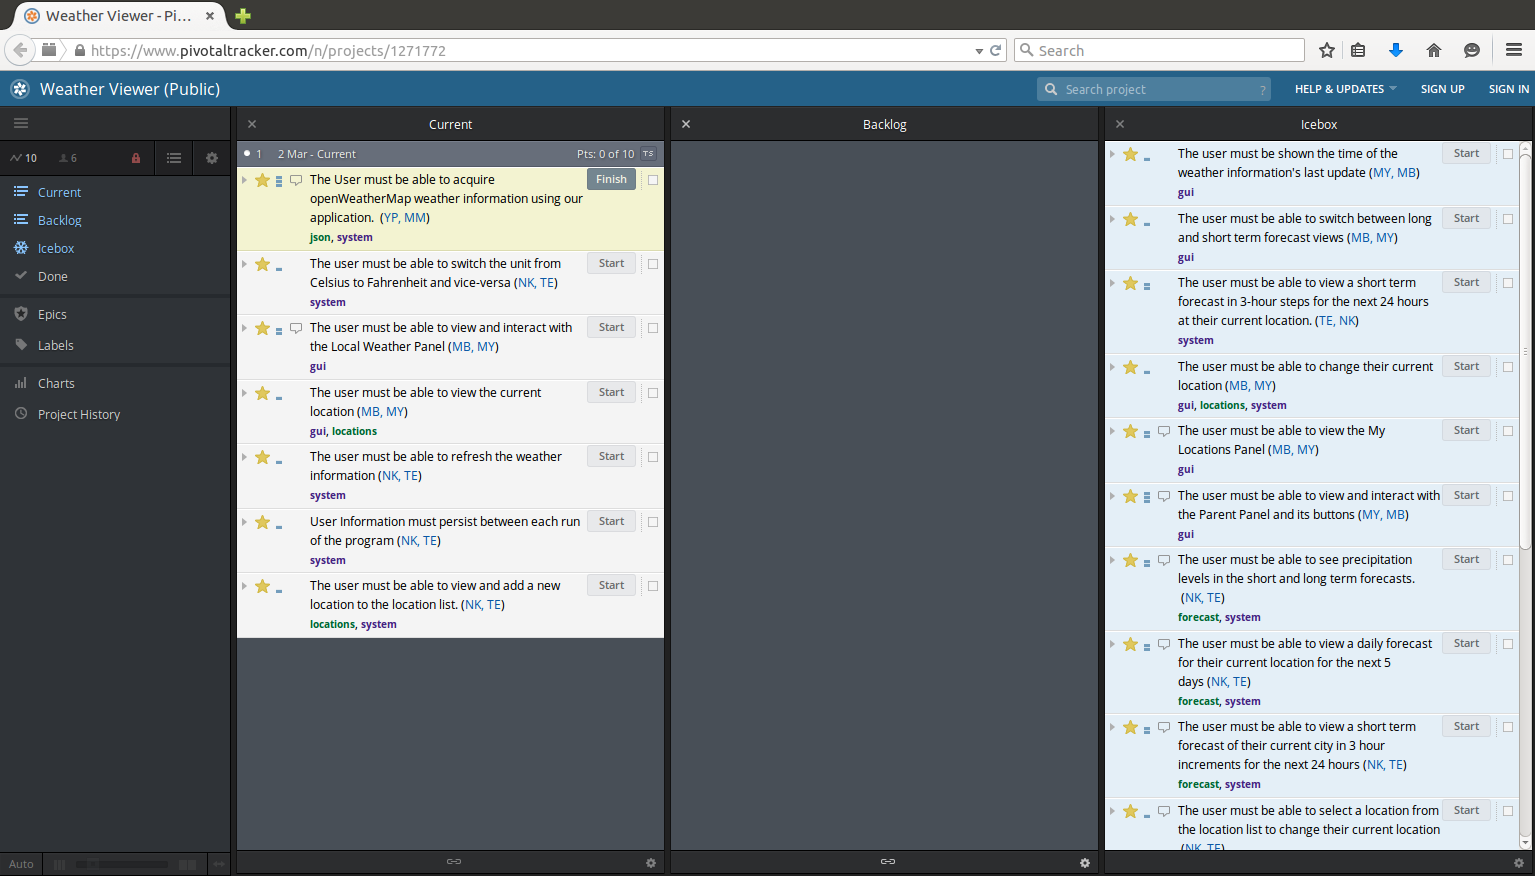 Weather Viewer - Pi...
https://www.pivotaltracker.com/n/projects/1271772
Search
Weather Viewer (Public)
Search project
?
HELP & UPDATES
SIGN UP
SIGN IN
10
6
Current
Backlog
Icebox
Done
Epics
Labels
Charts
Project History
Auto
Current
1 2 Mar - Current Pts: 0 of 10 TS
The User must be able to acquire
openWeatherMap weather information using our
application. (YP, MM)
json, system
Finish
The user must be able to switch the unit from
Celsius to Fahrenheit and vice-versa (NK, TE)
system
Start
The user must be able to view and interact with
the Local Weather Panel (MB, MY)
gui
Start
The user must be able to view the current
location (MB, MY)
gui, locations
Start
The user must be able to refresh the weather
information (NK, TE)
system
Start
User Information must persist between each run
of the program (NK, TE)
system
Start
The user must be able to view and add a new
location to the location list. (NK, TE)
locations, system
Start
Backlog
Icebox
The user must be shown the time of the
weather information's last update (MY, MB)
gui
Start
The user must be able to switch between long
and short term forecast views (MB, MY)
gui
Start
The user must be able to view a short term
forecast in 3-hour steps for the next 24 hours
at their current location. (TE, NK)
system
Start
The user must be able to change their current
location (MB, MY)
gui, locations, system
Start
The user must be able to view the My
Locations Panel (MB, MY)
gui
Start
The user must be able to view and interact with
the Parent Panel and its buttons (MY, MB)
gui
Start
The user must be able to see precipitation
levels in the short and long term forecasts.
(NK, TE)
forecast, system
Start
The user must be able to view a daily forecast
for their current location for the next 5
days (NK, TE)
forecast, system
Start
The user must be able to view a short term
forecast of their current city in 3 hour
increments for the next 24 hours (NK, TE)
forecast, system
Start
The user must be able to select a location from
the location list to change their current location
(NK, TE)
Start